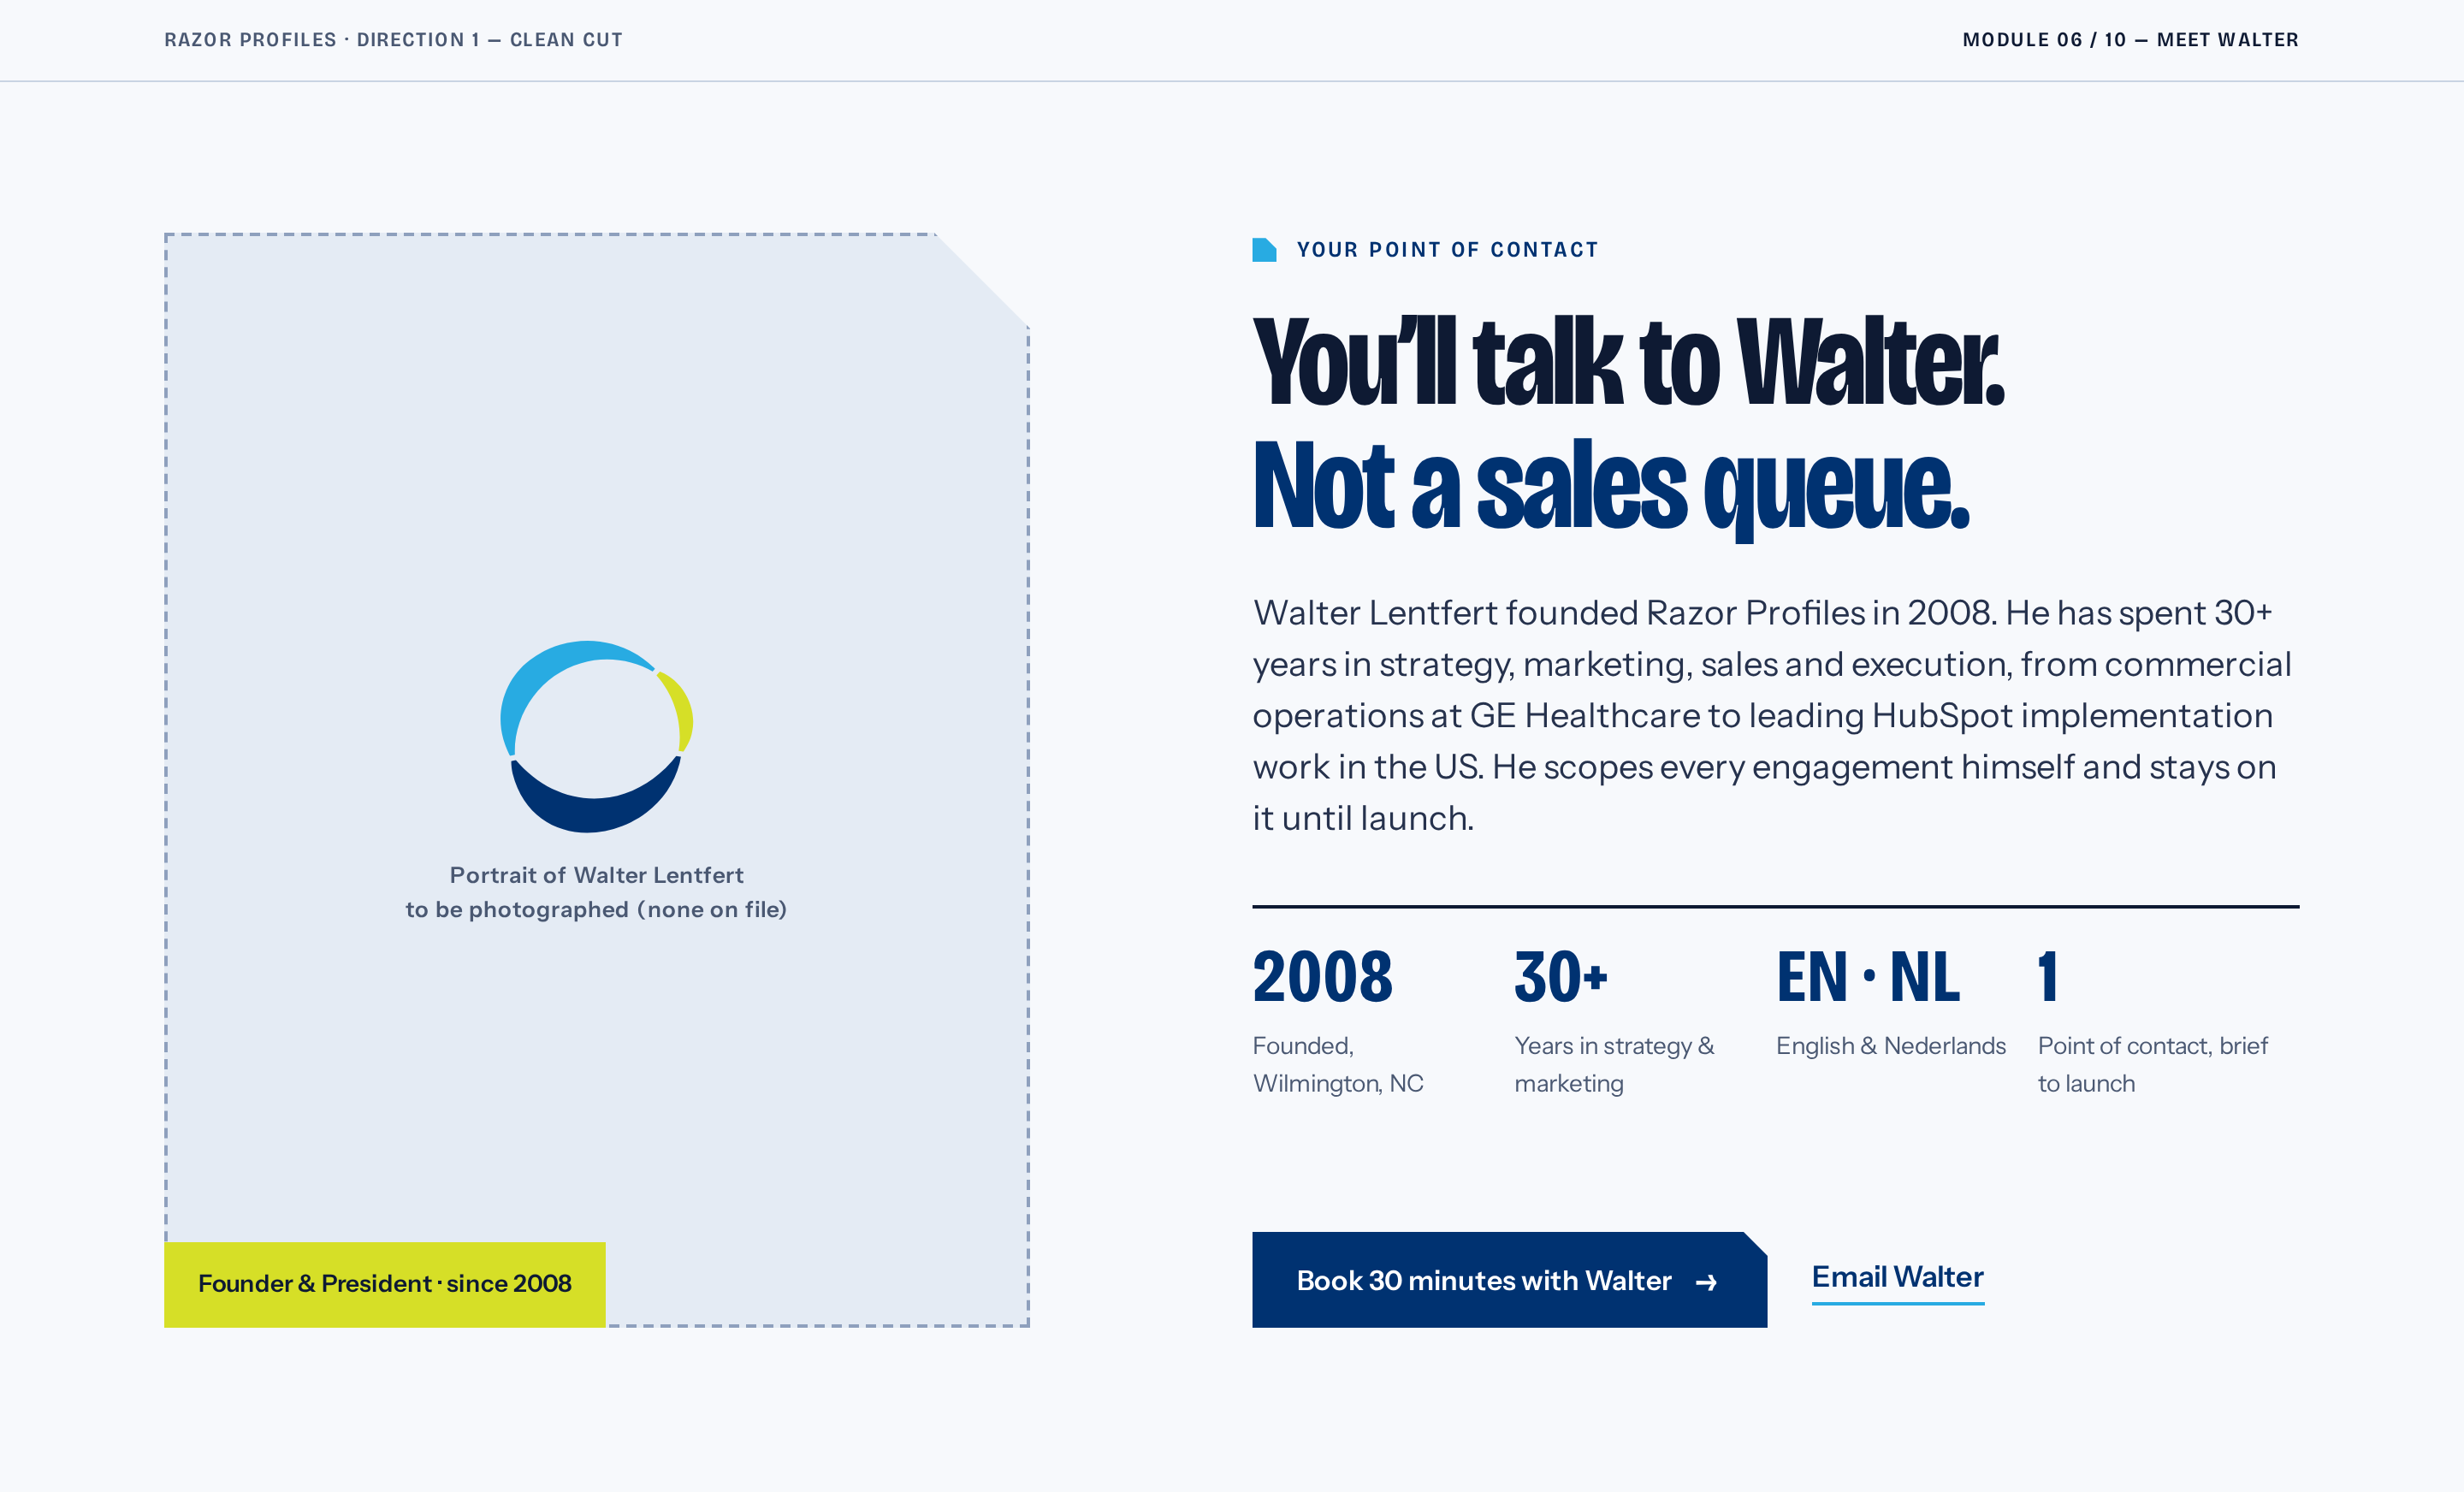 RAZOR PROFILES · DIRECTION 1 — CLEAN CUT
MODULE 06 / 10 — MEET WALTER
Portrait of Walter Lentfert
to be photographed (none on file)
Founder & President · since 2008
YOUR POINT OF CONTACT
You’ll talk to Walter.
Not a sales queue.
Walter Lentfert founded Razor Profiles in 2008. He has spent 30+
years in strategy, marketing, sales and execution, from commercial
operations at GE Healthcare to leading HubSpot implementation
work in the US. He scopes every engagement himself and stays on
it until launch.
2008
Founded,
Wilmington, NC
30+
Years in strategy &
marketing
EN · NL
English & Nederlands
1
Point of contact, brief
to launch
Book 30 minutes with Walter →
Email Walter